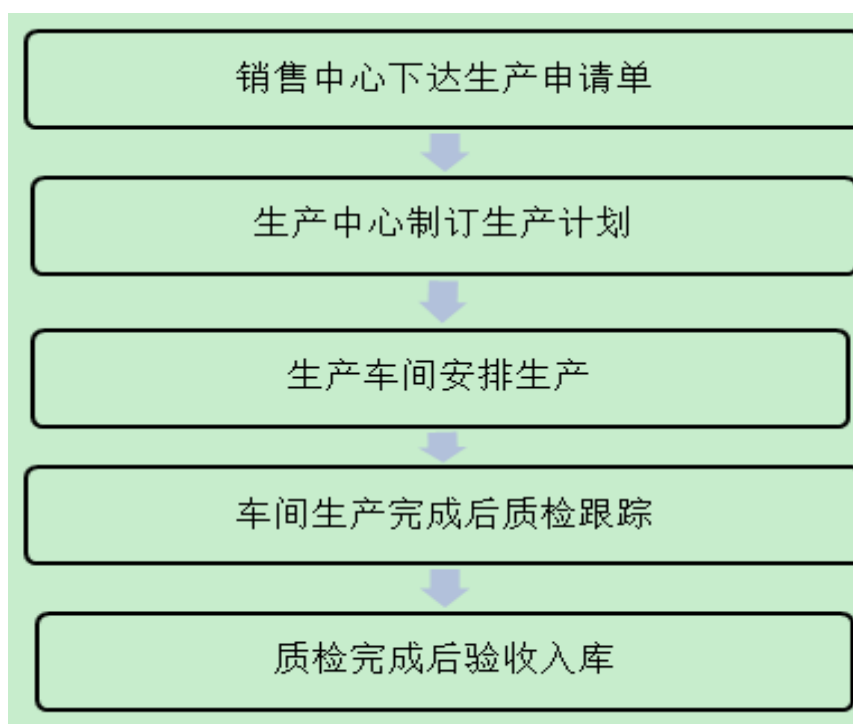 销售中心下达生产申请单
生产中心制订生产计划
生产车间安排生产
车间生产完成后质检跟踪
质检完成后验收入库